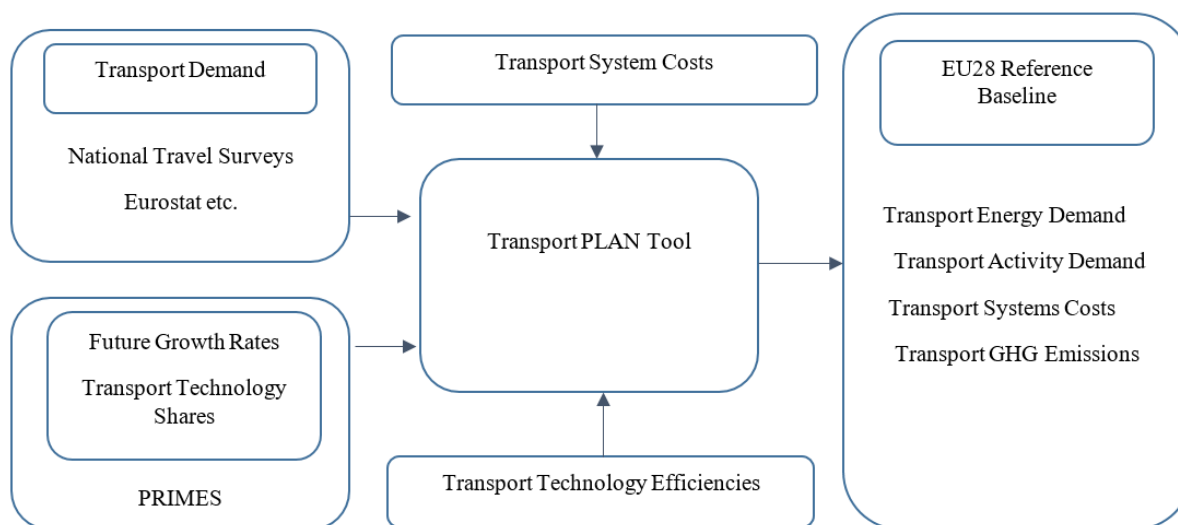 Transport Demand
National Travel Surveys
Eurostat etc.
Future Growth Rates
Transport Technology
Shares
PRIMES
Transport System Costs
Transport PLAN Tool
Transport Technology Efficiencies
EU28 Reference
Baseline
Transport Energy Demand
Transport Activity Demand
Transport Systems Costs
Transport GHG Emissions